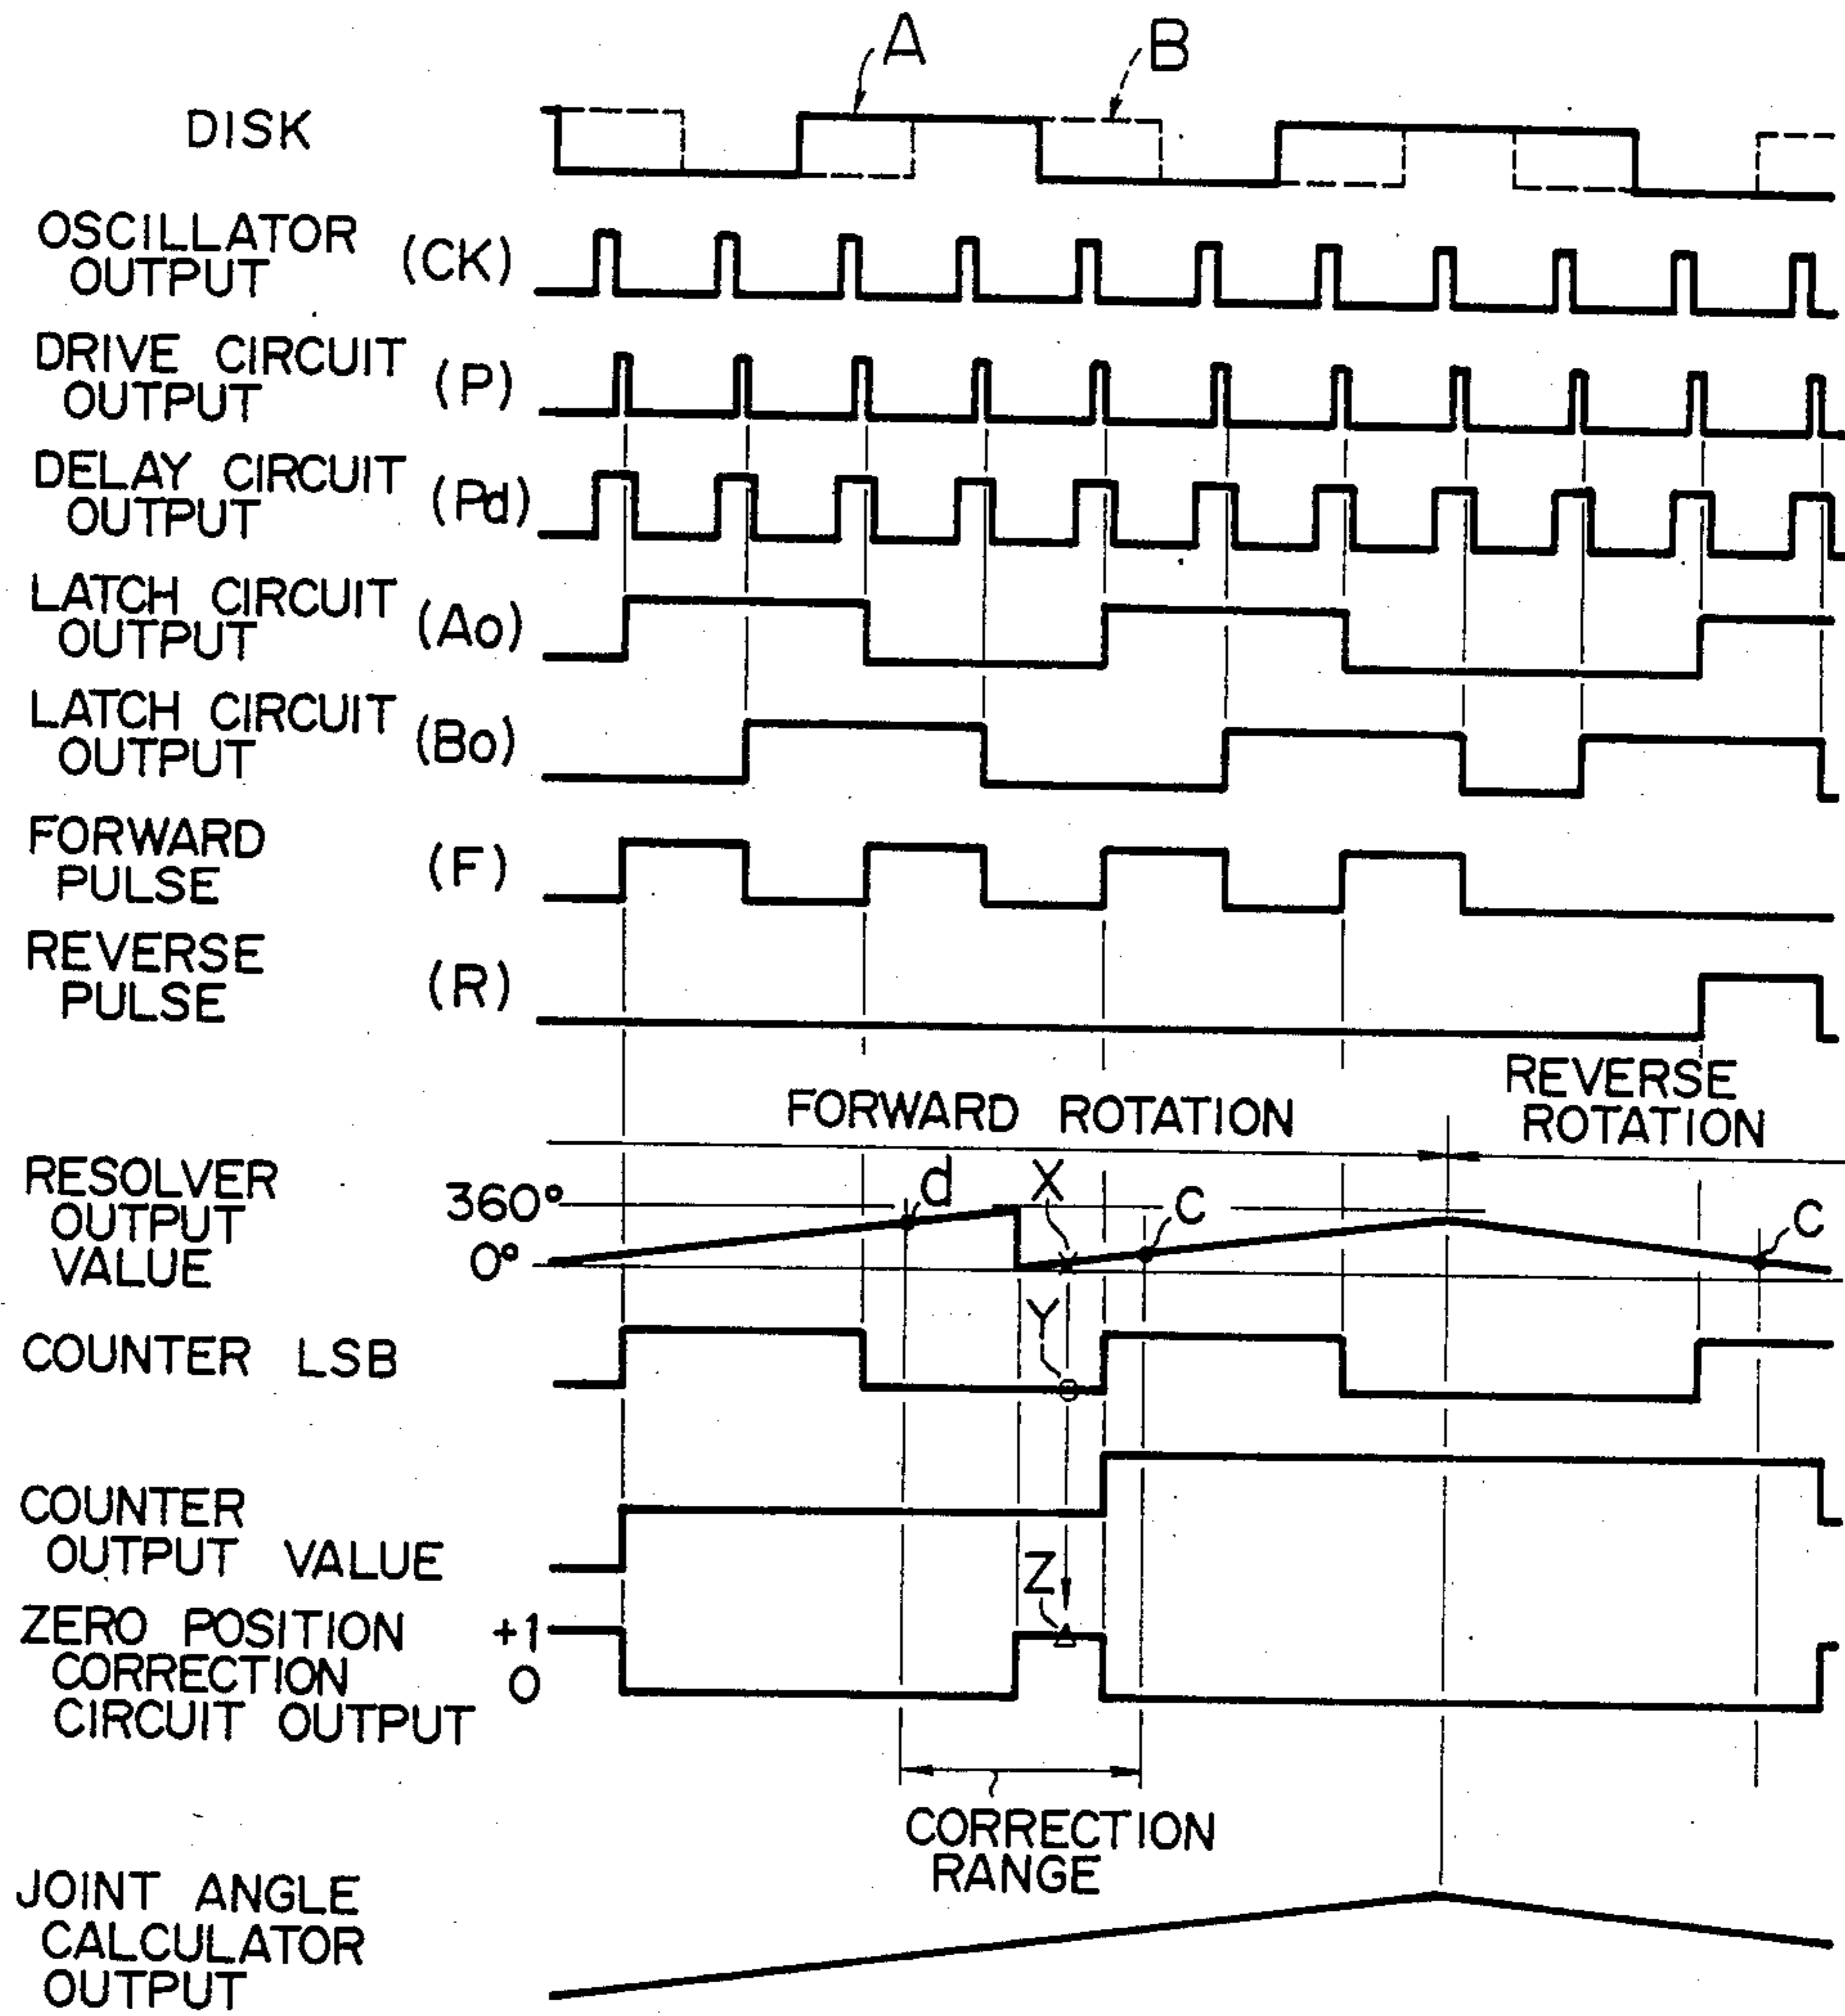 A
B
DISK
OSCILLATOR
OUTPUT
(CK)
DRIVE CIRCUIT
OUTPUT
(P)
DELAY CIRCUIT
OUTPUT
(Pd)
LATCH CIRCUIT
OUTPUT
(Ao)
LATCH CIRCUIT
OUTPUT
(Bo)
FORWARD
PULSE
(F)
REVERSE
PULSE
(R)
FORWARD ROTATION
REVERSE
ROTATION
RESOLVER
OUTPUT
VALUE
360°
0°
d
X
C
C
Y
COUNTER LSB
COUNTER
OUTPUT VALUE
Z
ZERO POSITION
CORRECTION
CIRCUIT OUTPUT
+1
0
CORRECTION
RANGE
JOINT ANGLE
CALCULATOR
OUTPUT